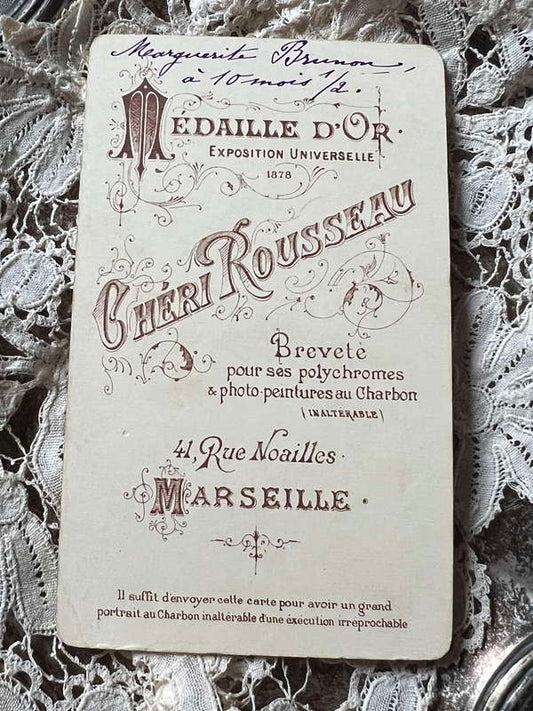 Marguerite Brunon,
à 10 mois 1/2.
MÉDAILLE D'OR.
EXPOSITION UNIVERSELLE
1878
CHÉRI ROUSSEAU
Breveté
pour ses polychromes
& photo-peintures au Charbon
(INALTÉRABLE)
41, Rue Noailles.
MARSEILLE.
Il suffit d'envoyer cette carte pour avoir un grand
portrait au Charbon inaltérable d'une éxécution irreprochable